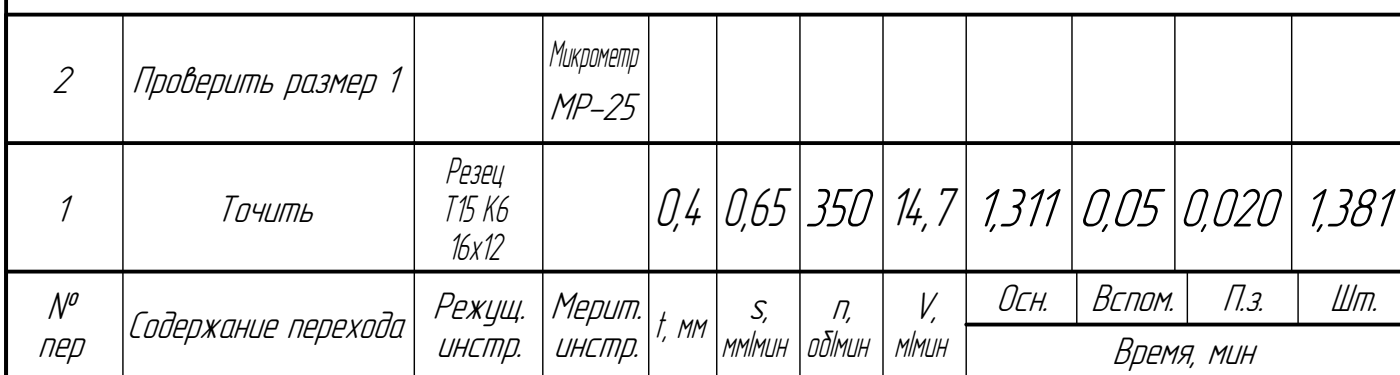 2
Проверить размер 1
Микрометр
МР-25
1
Точить
Резец
Т15 К6
16х12
0,4
0,65
350
14,7
1,311
0,05
0,020
1,381
№
пер
Содержание перехода
Режущ.
инстр.
Мерит.
инстр.
t, мм
s,
мм/мин
n,
об/мин
V,
м/мин
Осн.
Вспом.
П.з.
Шт.
Время, мин